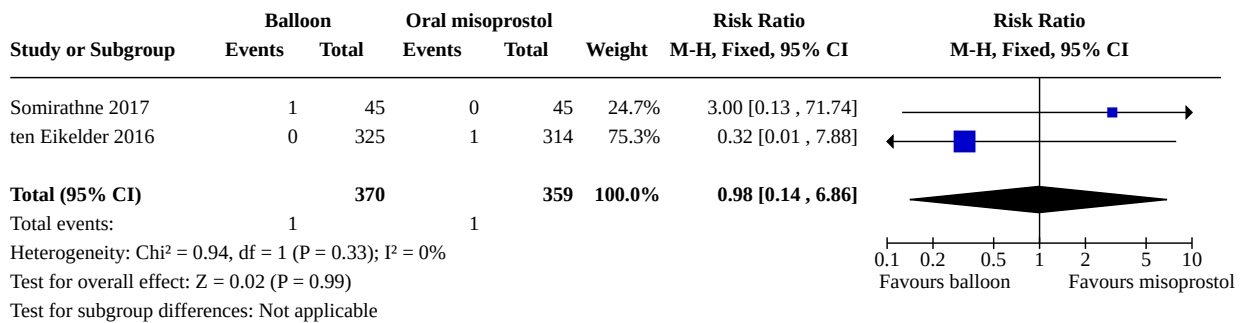 Balloon Oral misoprostol Risk Ratio Risk Ratio
Study or Subgroup Events Total Events Total Weight M-H, Fixed, 95% CI M-H, Fixed, 95% CI
Somirathne 2017 1 45 0 45 24.7% 3.00 [0.13 , 71.74]
ten Eikelder 2016 0 325 1 314 75.3% 0.32 [0.01 , 7.88]
Total (95% CI) 370 359 100.0% 0.98 [0.14 , 6.86]
Total events: 1 1
Heterogeneity: Chi² = 0.94, df = 1 (P = 0.33); I² = 0%
0.1 0.2 0.5 1 2 5 10
Test for overall effect: Z = 0.02 (P = 0.99) Favours balloon Favours misoprostol
Test for subgroup differences: Not applicable